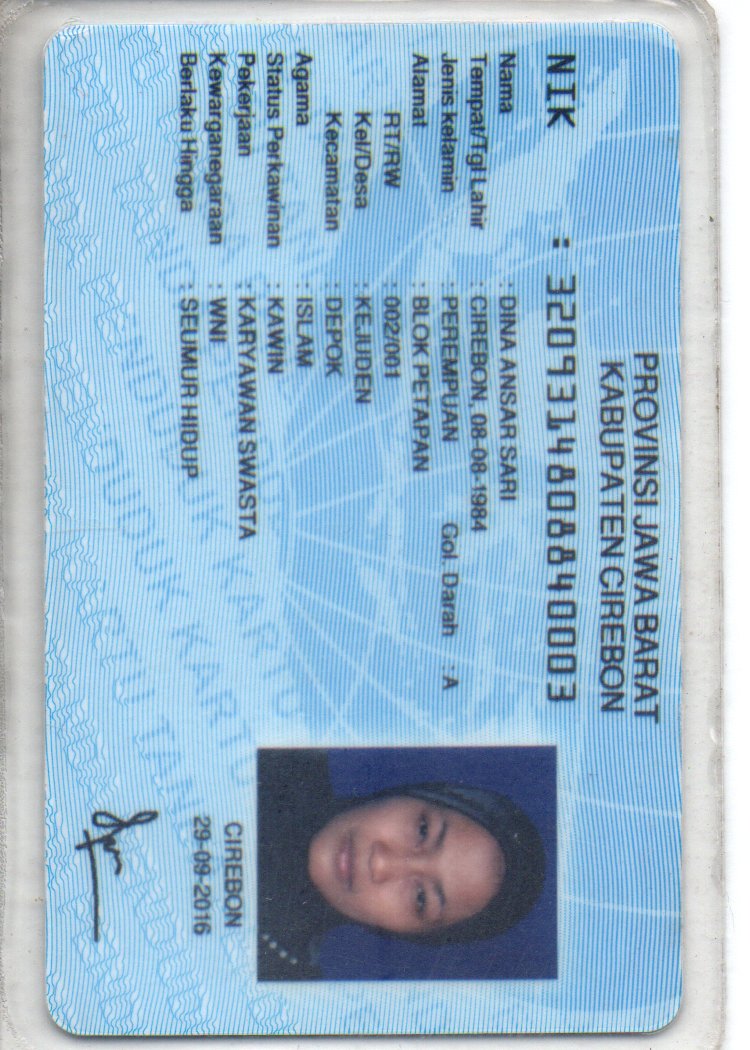 PROVINSI JAWA BARAT
KABUPATEN CIREBON
NIK : 3209314808840003
Nama : DINA ANSAR SARI
Tempat/Tgl Lahir : CIREBON, 08-08-1984
Jenis kelamin : PEREMPUAN Gol. Darah : A
Alamat : BLOK PETAPAN
RT/RW : 002/001
Kel/Desa : KEJUDEN
Kecamatan : DEPOK
Agama : ISLAM
Status Perkawinan : KAWIN
Pekerjaan : KARYAWAN SWASTA
Kewarganegaraan : WNI
Berlaku Hingga : SEUMUR HIDUP
CIREBON
29-09-2016